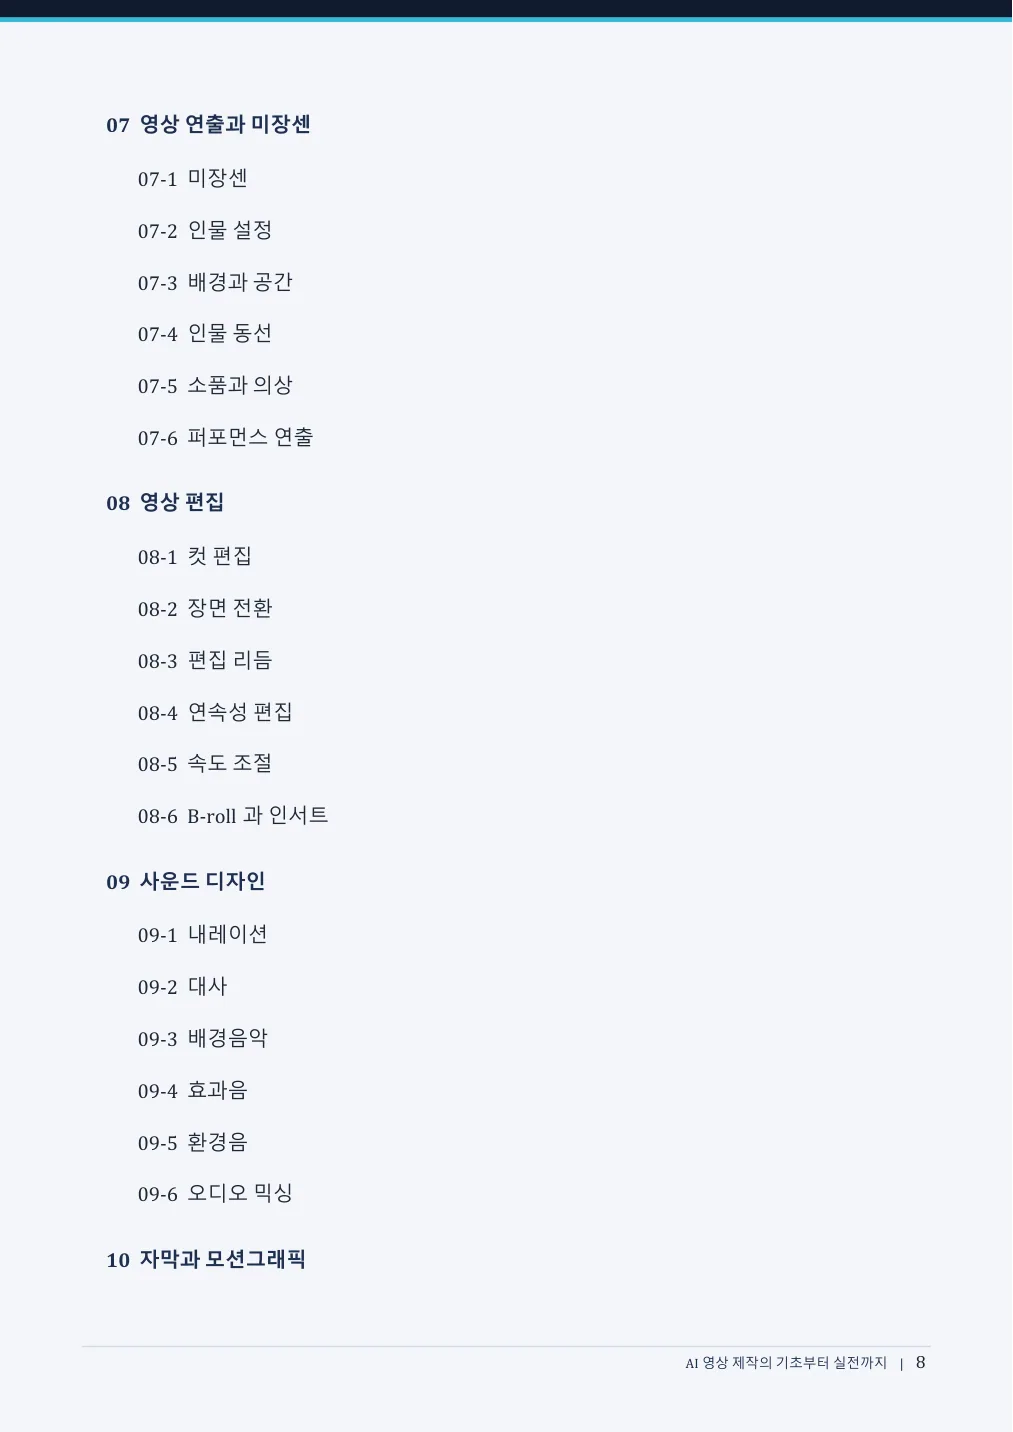 07 영상 연출과 미장센
07-1 미장센
07-2 인물 설정
07-3 배경과 공간
07-4 인물 동선
07-5 소품과 의상
07-6 퍼포먼스 연출
08 영상 편집
08-1 컷 편집
08-2 장면 전환
08-3 편집 리듬
08-4 연속성 편집
08-5 속도 조절
08-6 B-roll 과 인서트
09 사운드 디자인
09-1 내레이션
09-2 대사
09-3 배경음악
09-4 효과음
09-5 환경음
09-6 오디오 믹싱
10 자막과 모션그래픽
AI 영상 제작의 기초부터 실전까지 | 8